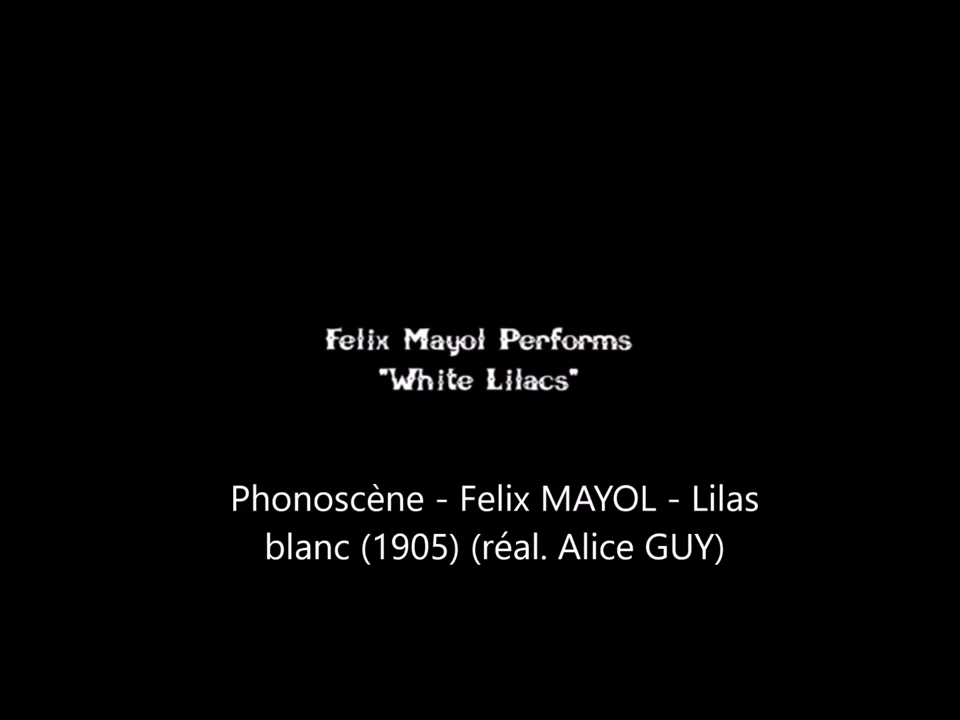 Felix Mayol Performs
"White Lilacs"
Phonoscène - Felix MAYOL - Lilas
blanc (1905) (réal. Alice GUY)